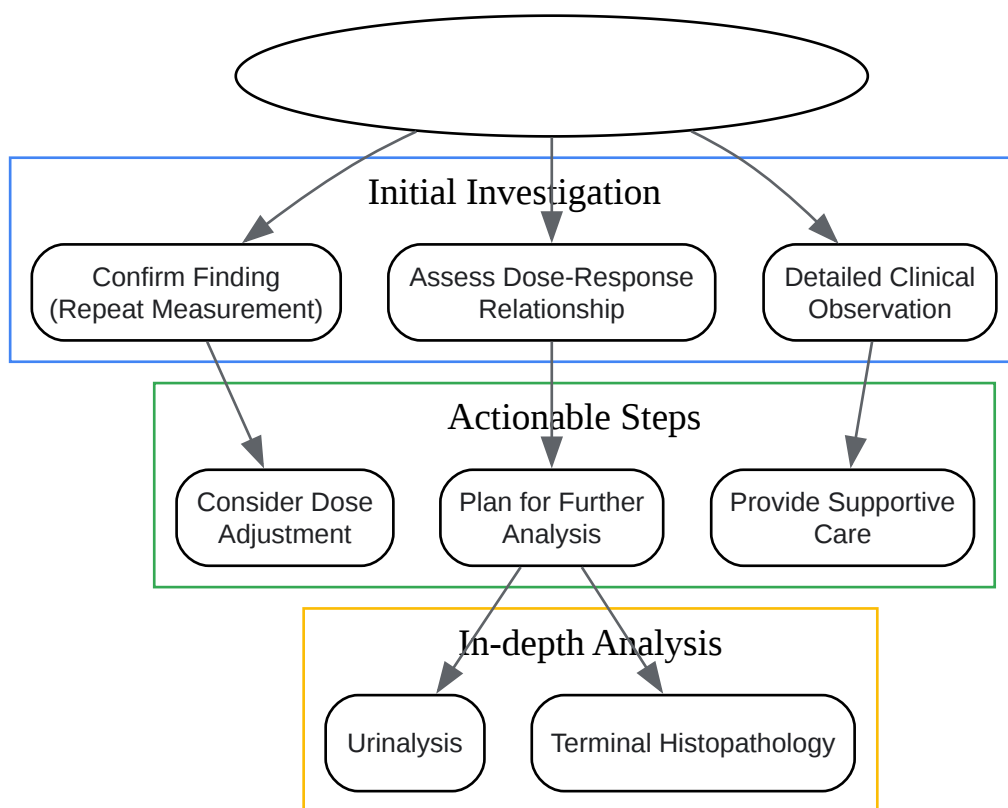 Initial Investigation
Confirm Finding
(Repeat Measurement)
Assess Dose-Response
Relationship
Detailed Clinical
Observation
Actionable Steps
Consider Dose
Adjustment
Plan for Further
Analysis
Provide Supportive
Care
In-depth Analysis
Urinalysis
Terminal Histopathology